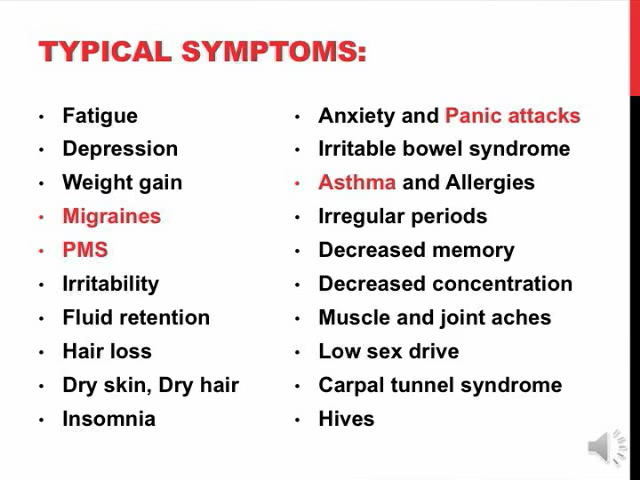 TYPICAL SYMPTOMS:
• Fatigue
• Depression
• Weight gain
• Migraines
• PMS
• Irritability
• Fluid retention
• Hair loss
• Dry skin, Dry hair
• Insomnia
• Anxiety and Panic attacks
• Irritable bowel syndrome
• Asthma and Allergies
• Irregular periods
• Decreased memory
• Decreased concentration
• Muscle and joint aches
• Low sex drive
• Carpal tunnel syndrome
• Hives